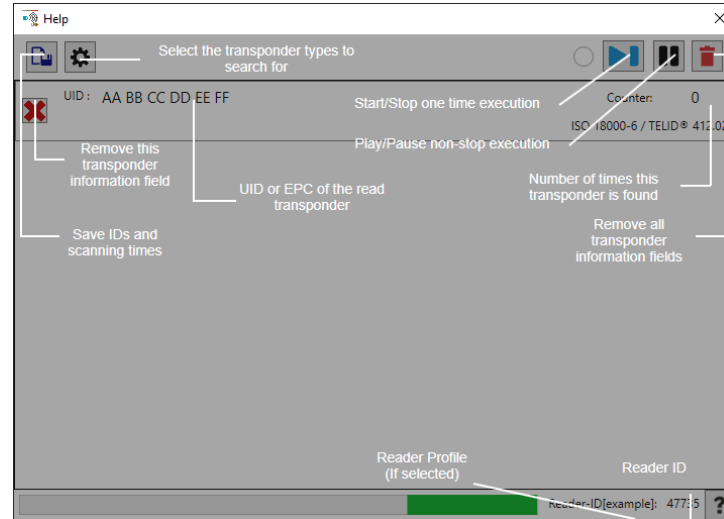 Help
Select the transponder types to
search for
UID : AA BB CC DD EE FF
Start/Stop one time execution
Counter: 0
ISO 18000-6 / TELID® 412.02
Play/Pause non-stop execution
Remove this
transponder
information field
UID or EPC of the read
transponder
Number of times this
transponder is found
Save IDs and
scanning times
Remove all
transponder
information fields
Reader Profile
(If selected)
Reader ID
Reader-ID[example]: 47735
?